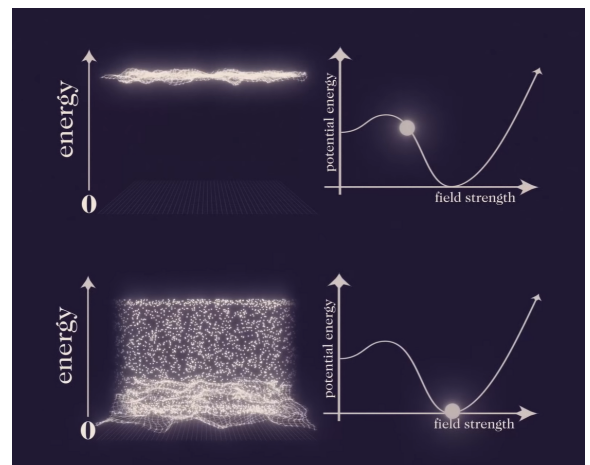 energy
0
potential energy
field strength
energy
0
potential energy
field strength